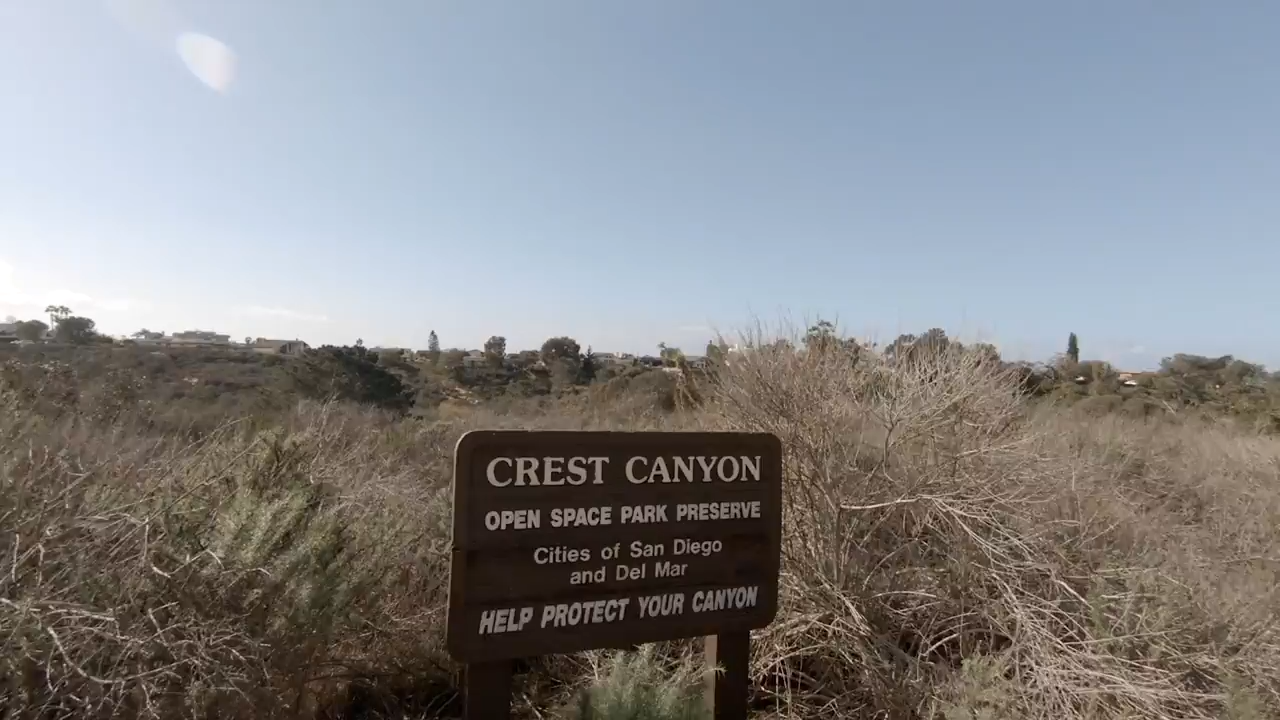 CREST CANYON
OPEN SPACE PARK PRESERVE
Cities of San Diego
and Del Mar
HELP PROTECT YOUR CANYON